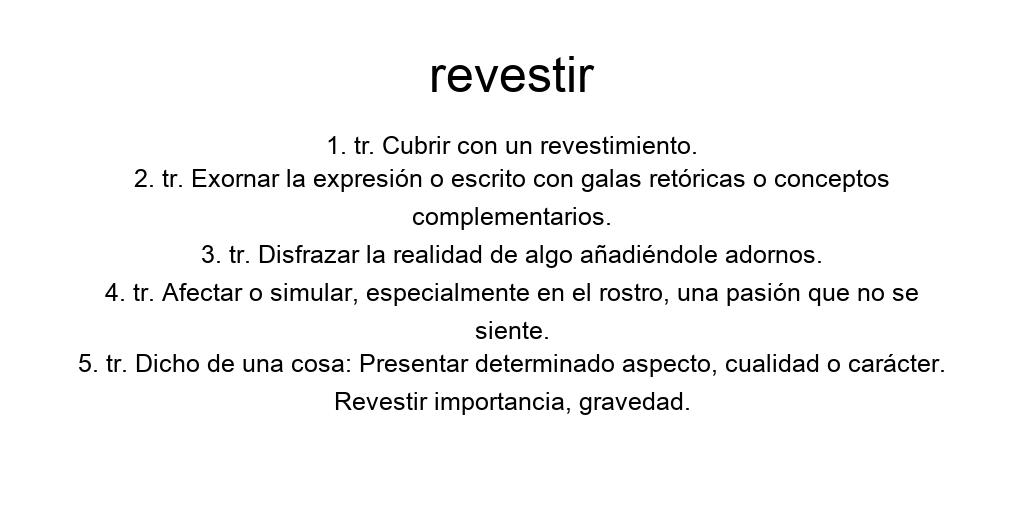 revestir
1. tr. Cubrir con un revestimiento.
2. tr. Exornar la expresión o escrito con galas retóricas o conceptos
complementarios.
3. tr. Disfrazar la realidad de algo añadiéndole adornos.
4. tr. Afectar o simular, especialmente en el rostro, una pasión que no se
siente.
5. tr. Dicho de una cosa: Presentar determinado aspecto, cualidad o carácter.
Revestir importancia, gravedad.